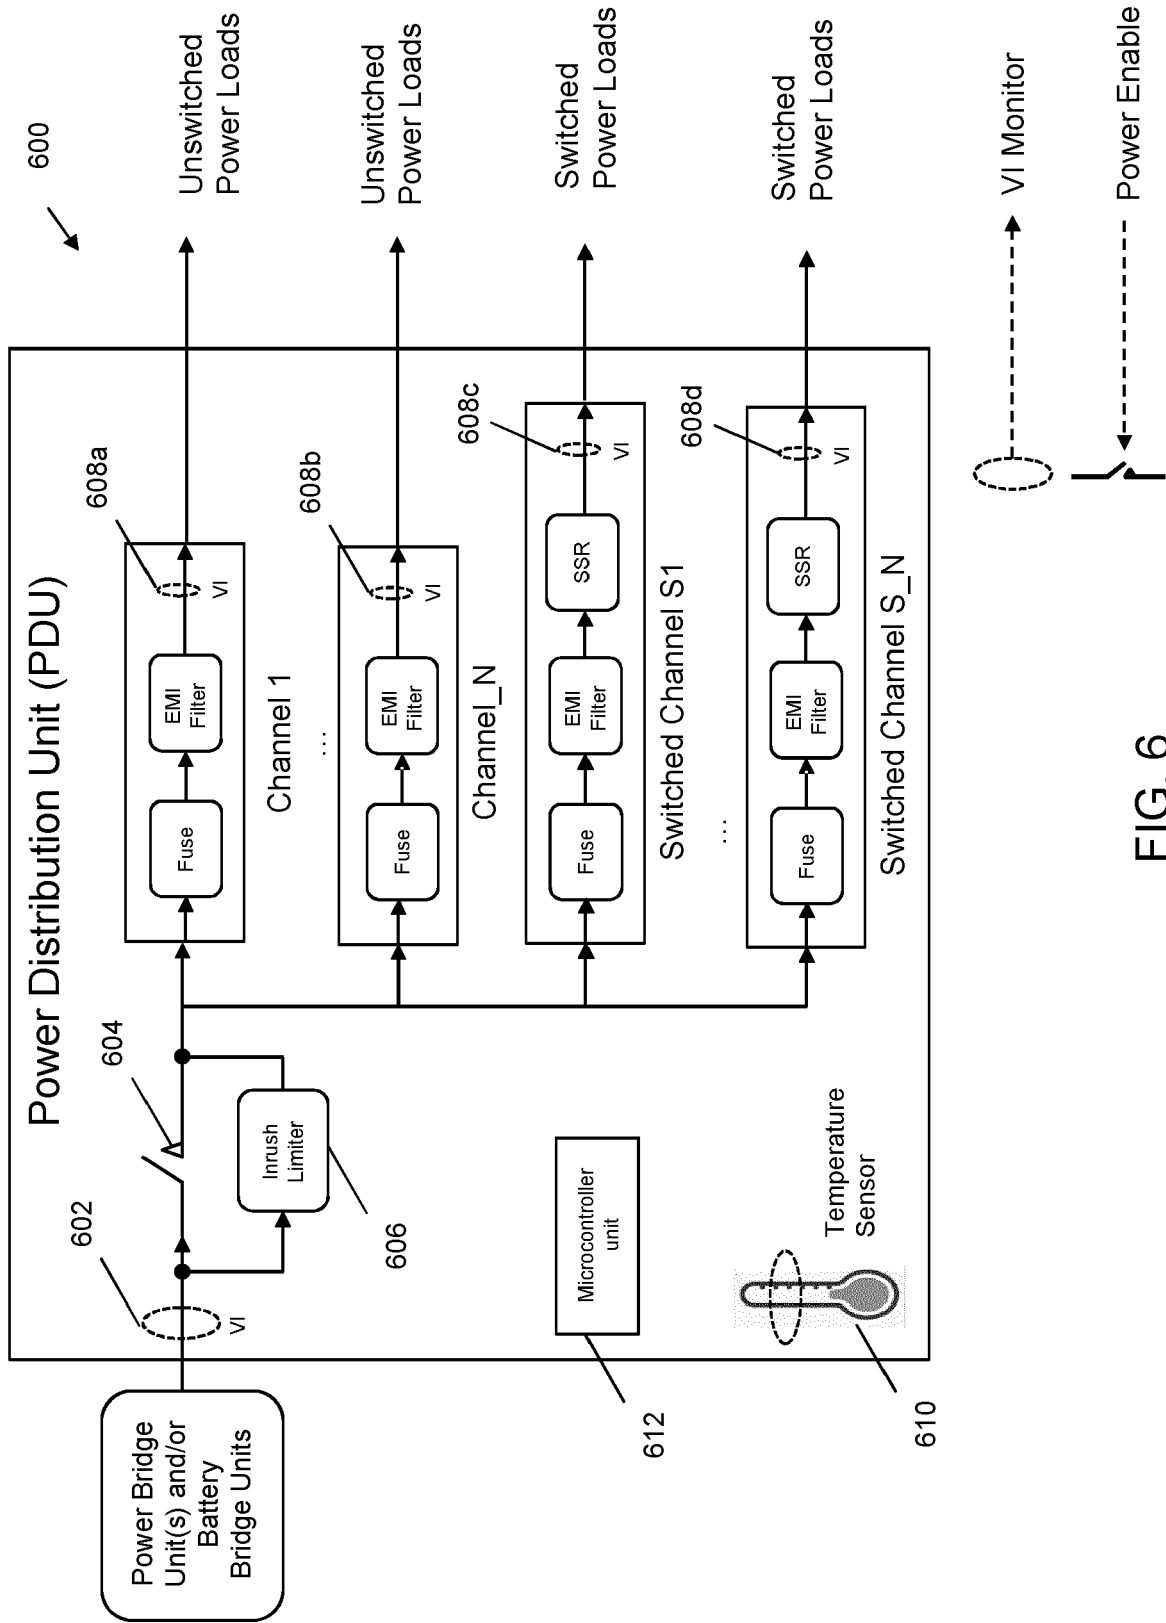 600
Power Distribution Unit (PDU)
Power Bridge
Unit(s) and/or
Battery
Bridge Units
602
VI
604
Inrush
Limiter
606
Fuse
EMI
Filter
608a
VI
Channel 1
Unswitched
Power Loads
...
Fuse
EMI
Filter
608b
VI
Channel_N
Unswitched
Power Loads
Fuse
EMI
Filter
SSR
608c
VI
Switched Channel S1
Switched
Power Loads
...
Fuse
EMI
Filter
SSR
608d
VI
Switched Channel S_N
Switched
Power Loads
Microcontroller
unit
612
Temperature
Sensor
610
VI Monitor
Power Enable
FIG. 6